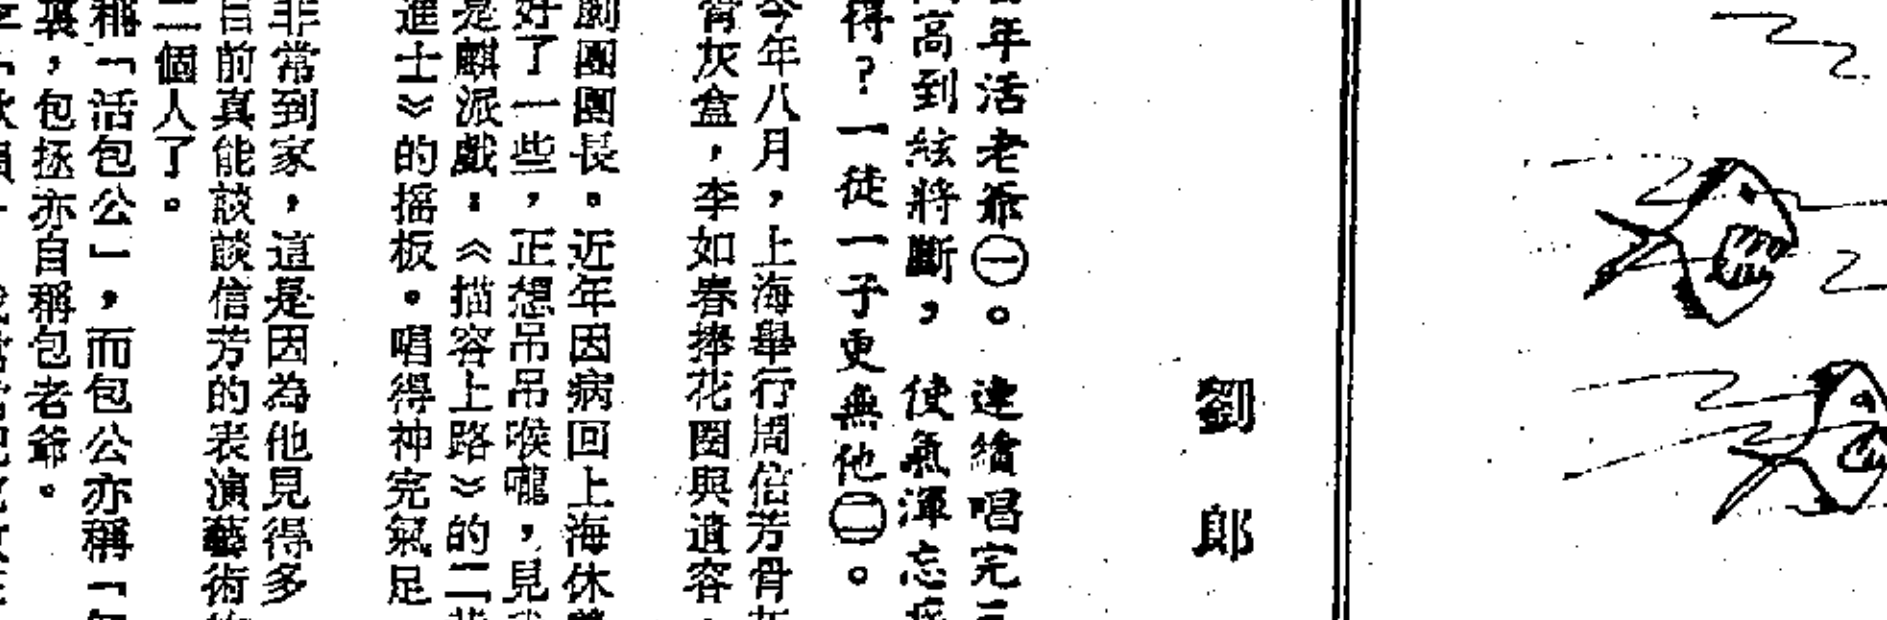 劉郎
年活老爺㊀。連續唱完
高到絃將斷，使氣渾忘
得？一徒一子更無他㊁。
今年八月，上海舉行周信芳骨
骨灰盒，李如春捧花圈與遺容
劇團團長。近年因病回上海休
好了一些，正想吊吊喉嚨，見
是麒派戲：《描容上路》的二
進士》的搖板。唱得神完氣足
非常到家，這是因為他見得多
目前真能談談信芳的表演藝術
二個人了。
稱「活包公」，而包公亦稱「
裏，包拯亦自稱包老爺。